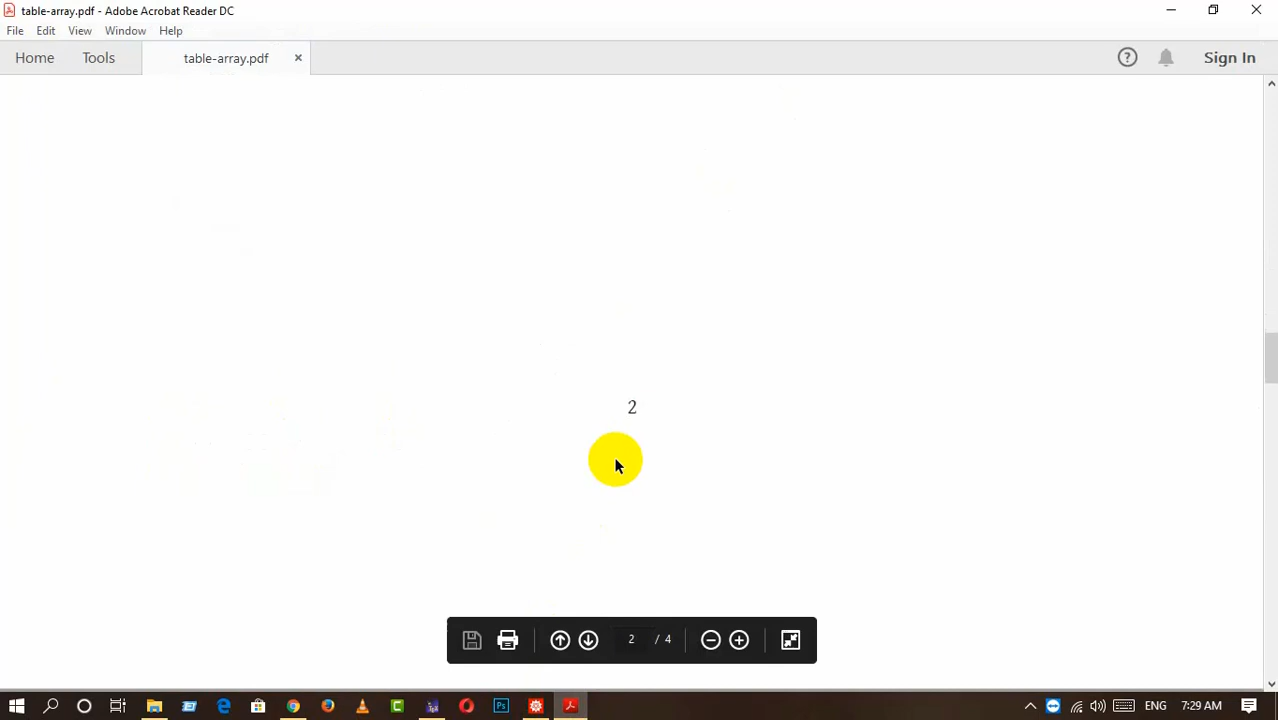 table-array.pdf - Adobe Acrobat Reader DC
File Edit View Window Help
Home Tools table-array.pdf × ? Sign In
2
2 / 4
Ps ENG 7:29 AM